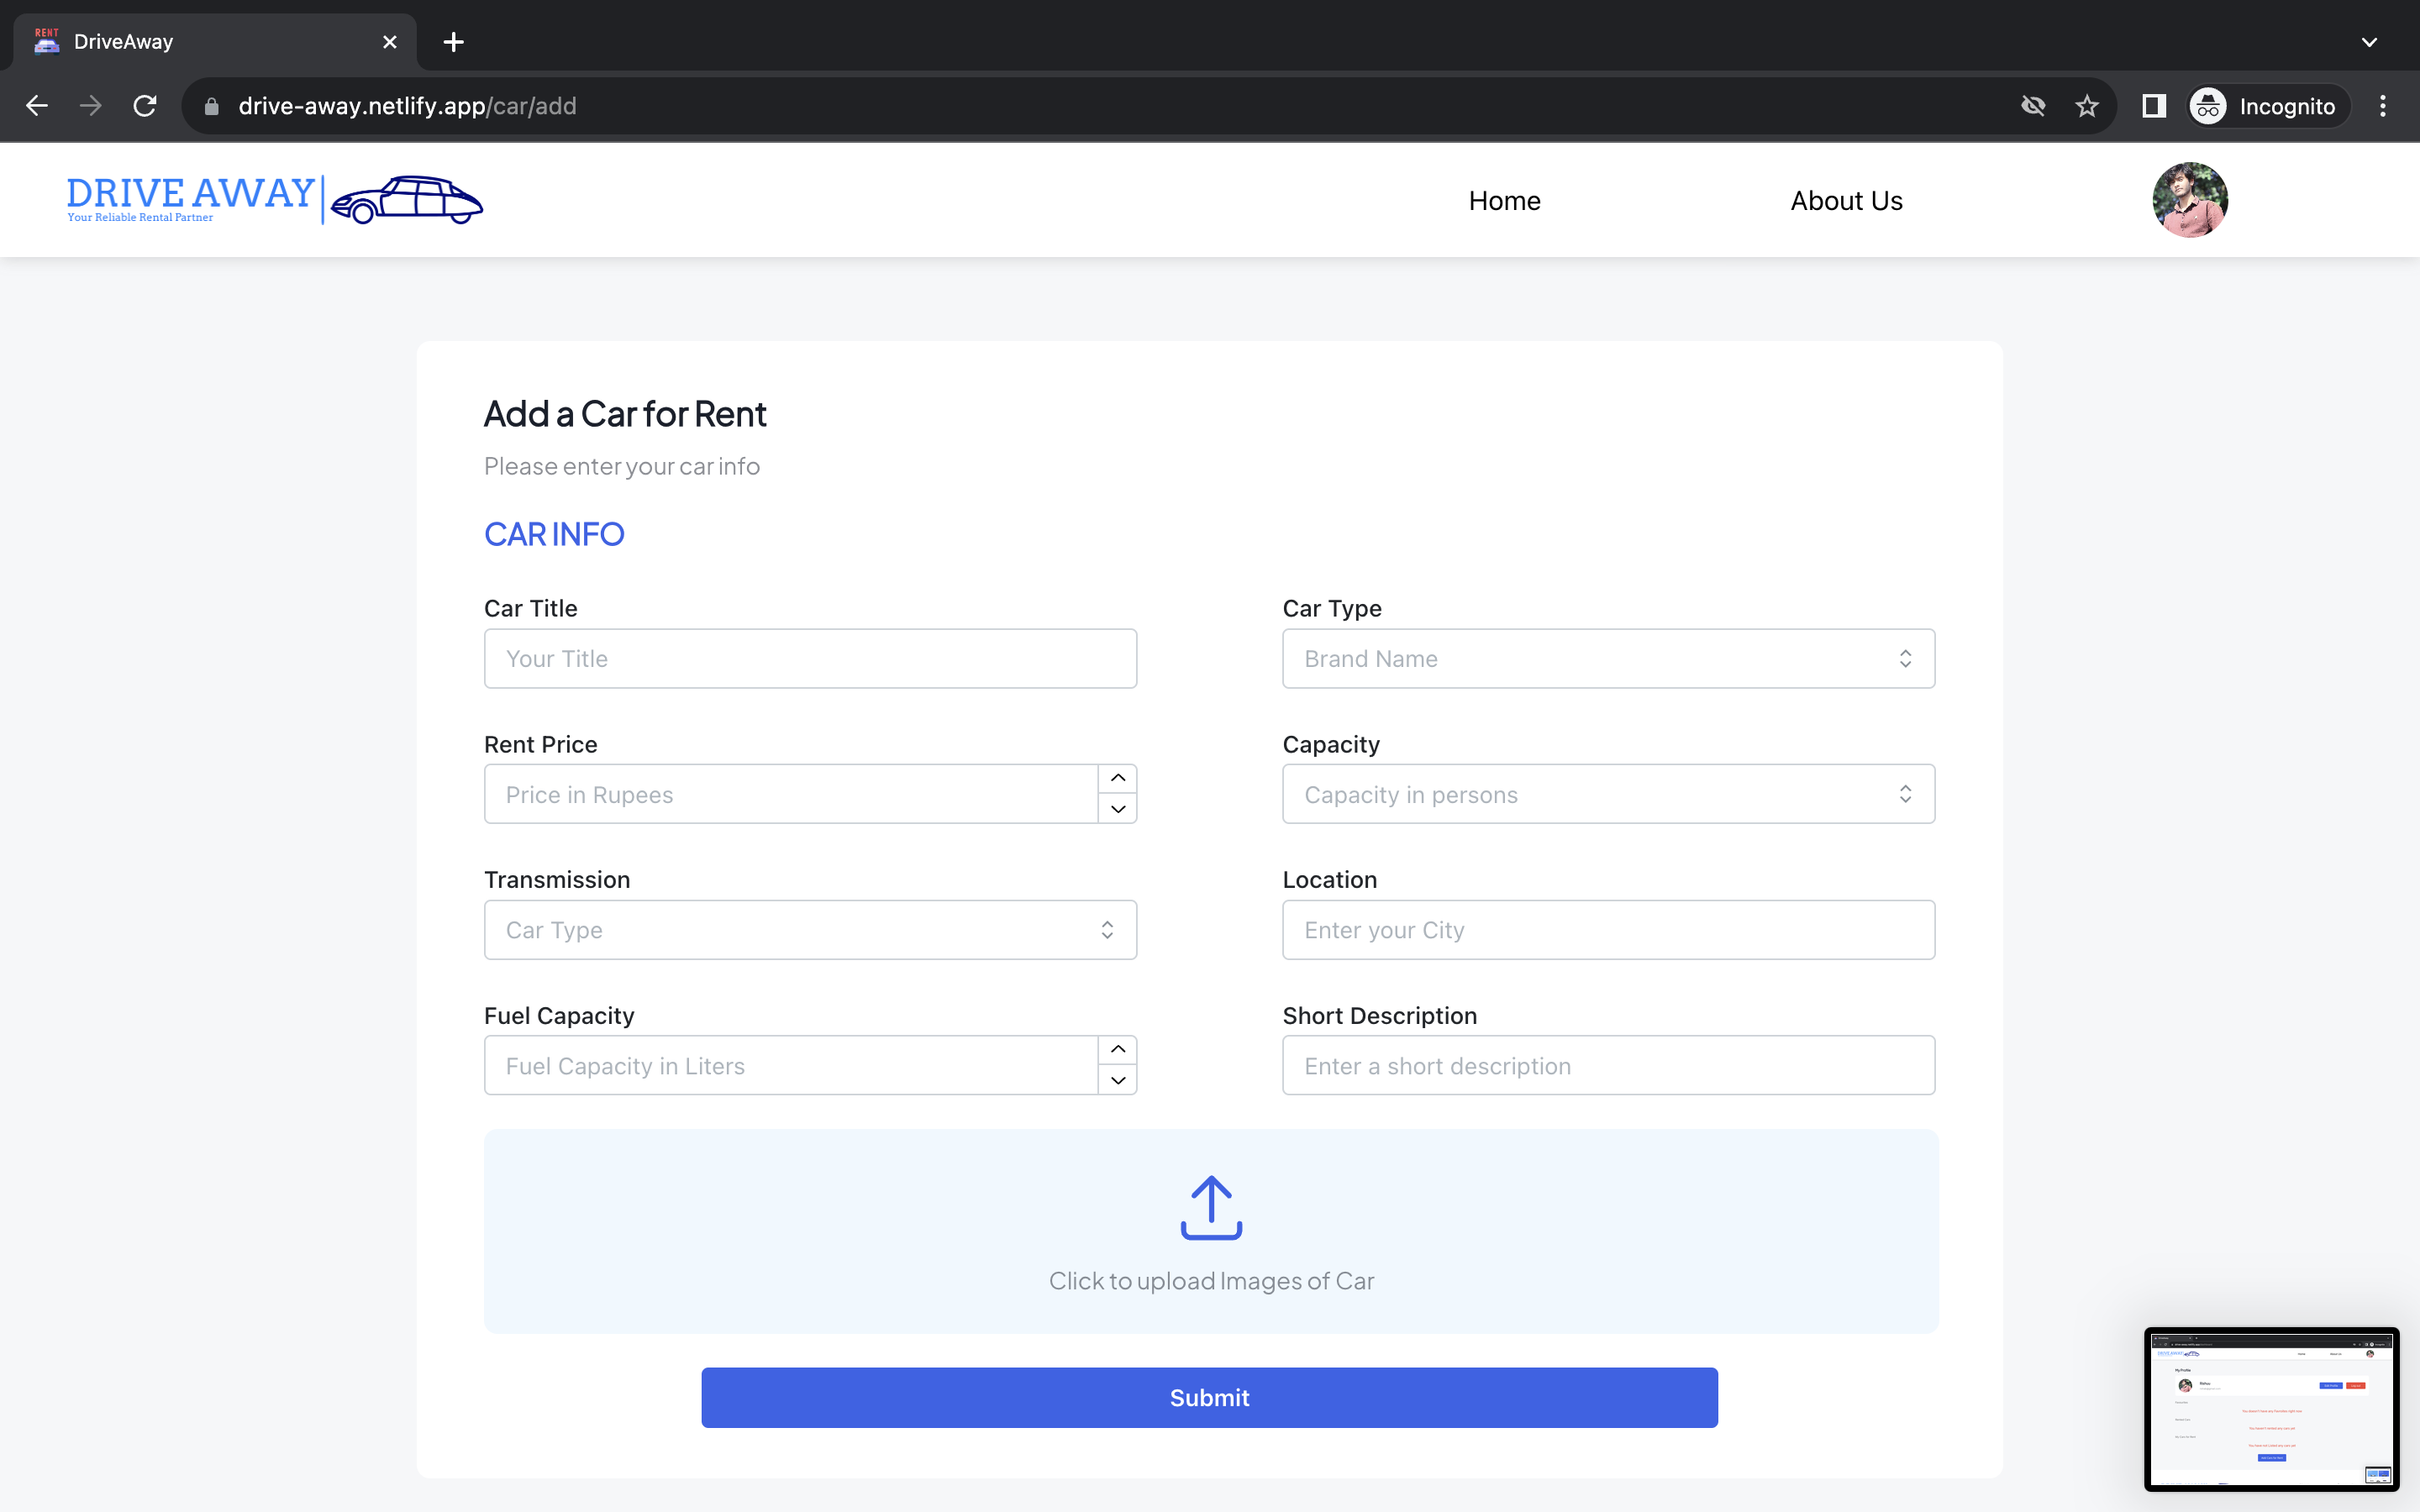 RENT
DriveAway
drive-away.netlify.app/car/add
Incognito
DRIVE AWAY
Your Reliable Rental Partner
Home
About Us
Add a Car for Rent
Please enter your car info
CAR INFO
Car Title
Car Type
Your Title
Brand Name
Rent Price
Capacity
Price in Rupees
Capacity in persons
Transmission
Location
Car Type
Enter your City
Fuel Capacity
Short Description
Fuel Capacity in Liters
Enter a short description
Click to upload Images of Car
Submit
My Profile